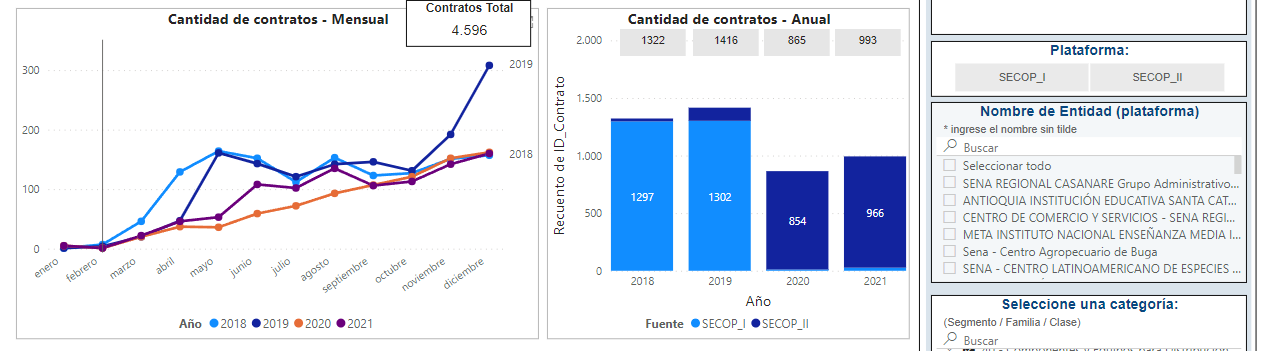 Cantidad de contratos - Mensual
Contratos Total
4.596
300
200
100
0
2019
2018
enero
febrero
marzo
abril
mayo
junio
julio
agosto
septiembre
octubre
noviembre
diciembre
Año 2018 2019 2020 2021
Cantidad de contratos - Anual
1322 1416 865 993
Recuento de ID_Contrato
2.000
1.500
1.000
500
0
1297
1302
854
966
2018 2019 2020 2021
Año
Fuente SECOP_I SECOP_II
Plataforma:
SECOP_I SECOP_II
Nombre de Entidad (plataforma)
* ingrese el nombre sin tilde
Buscar
Seleccionar todo
SENA REGIONAL CASANARE Grupo Administrativo...
ANTIOQUIA INSTITUCIÓN EDUCATIVA SANTA CAT...
CENTRO DE COMERCIO Y SERVICIOS - SENA REGI...
META INSTITUTO NACIONAL ENSEÑANZA MEDIA I...
Sena - Centro Agropecuario de Buga
SENA - CENTRO LATINOAMERICANO DE ESPECIES ...
Seleccione una categoría:
(Segmento / Familia / Clase)
Buscar